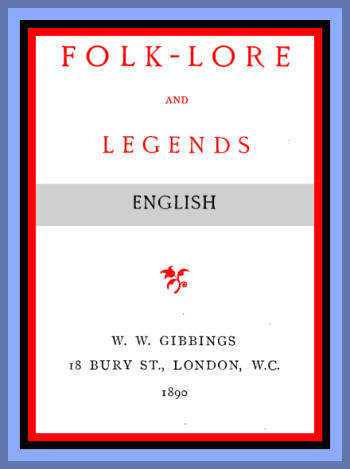 FOLK-LORE
AND
LEGENDS
ENGLISH
W. W. GIBBINGS
18 BURY ST., LONDON, W.C.
1890